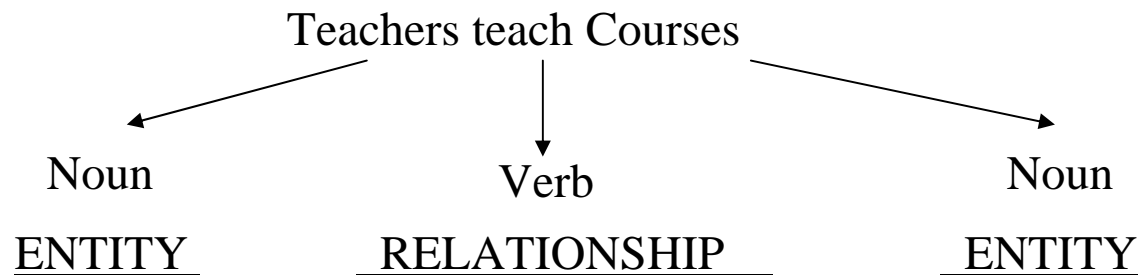 Teachers teach Courses
Noun Verb Noun
ENTITY RELATIONSHIP ENTITY